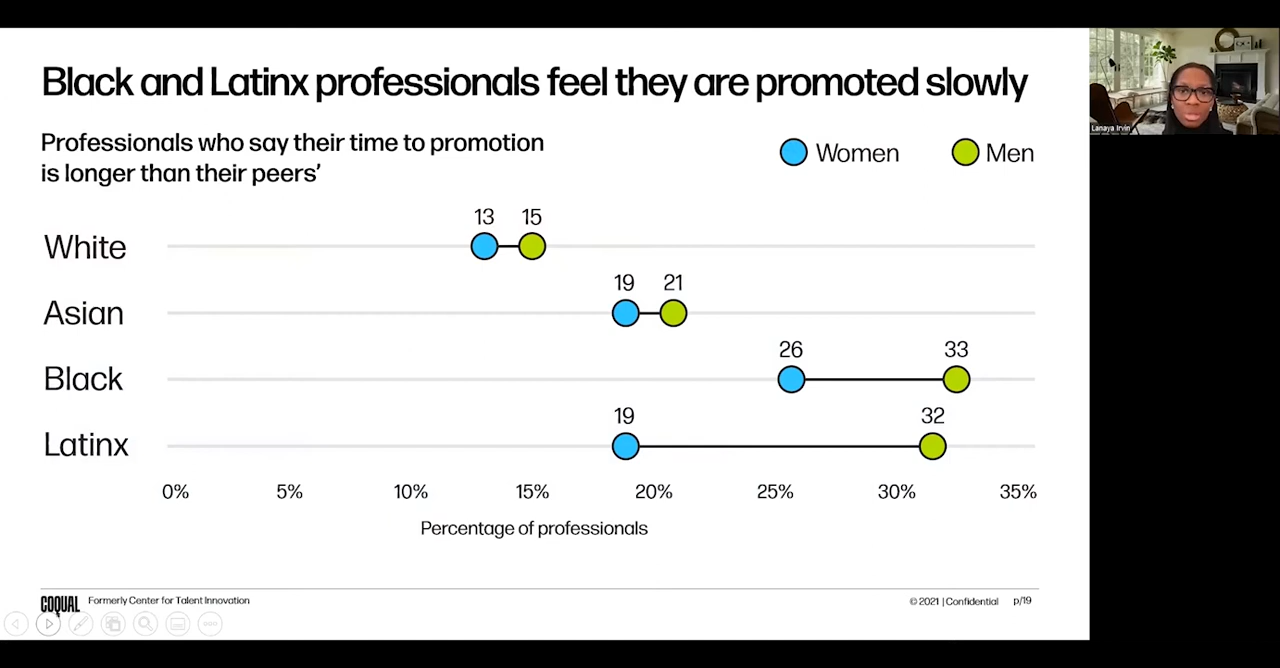 Black and Latinx professionals feel they are promoted slowly
Professionals who say their time to promotion
is longer than their peers'
Women
Men
13
15
White
19
21
Asian
26
33
Black
19
32
Latinx
0%
5%
10%
15%
20%
25%
30%
35%
Percentage of professionals
COQUAL
Formerly Center for Talent Innovation
© 2021 | Confidential
p/19
Lanaya Irvin